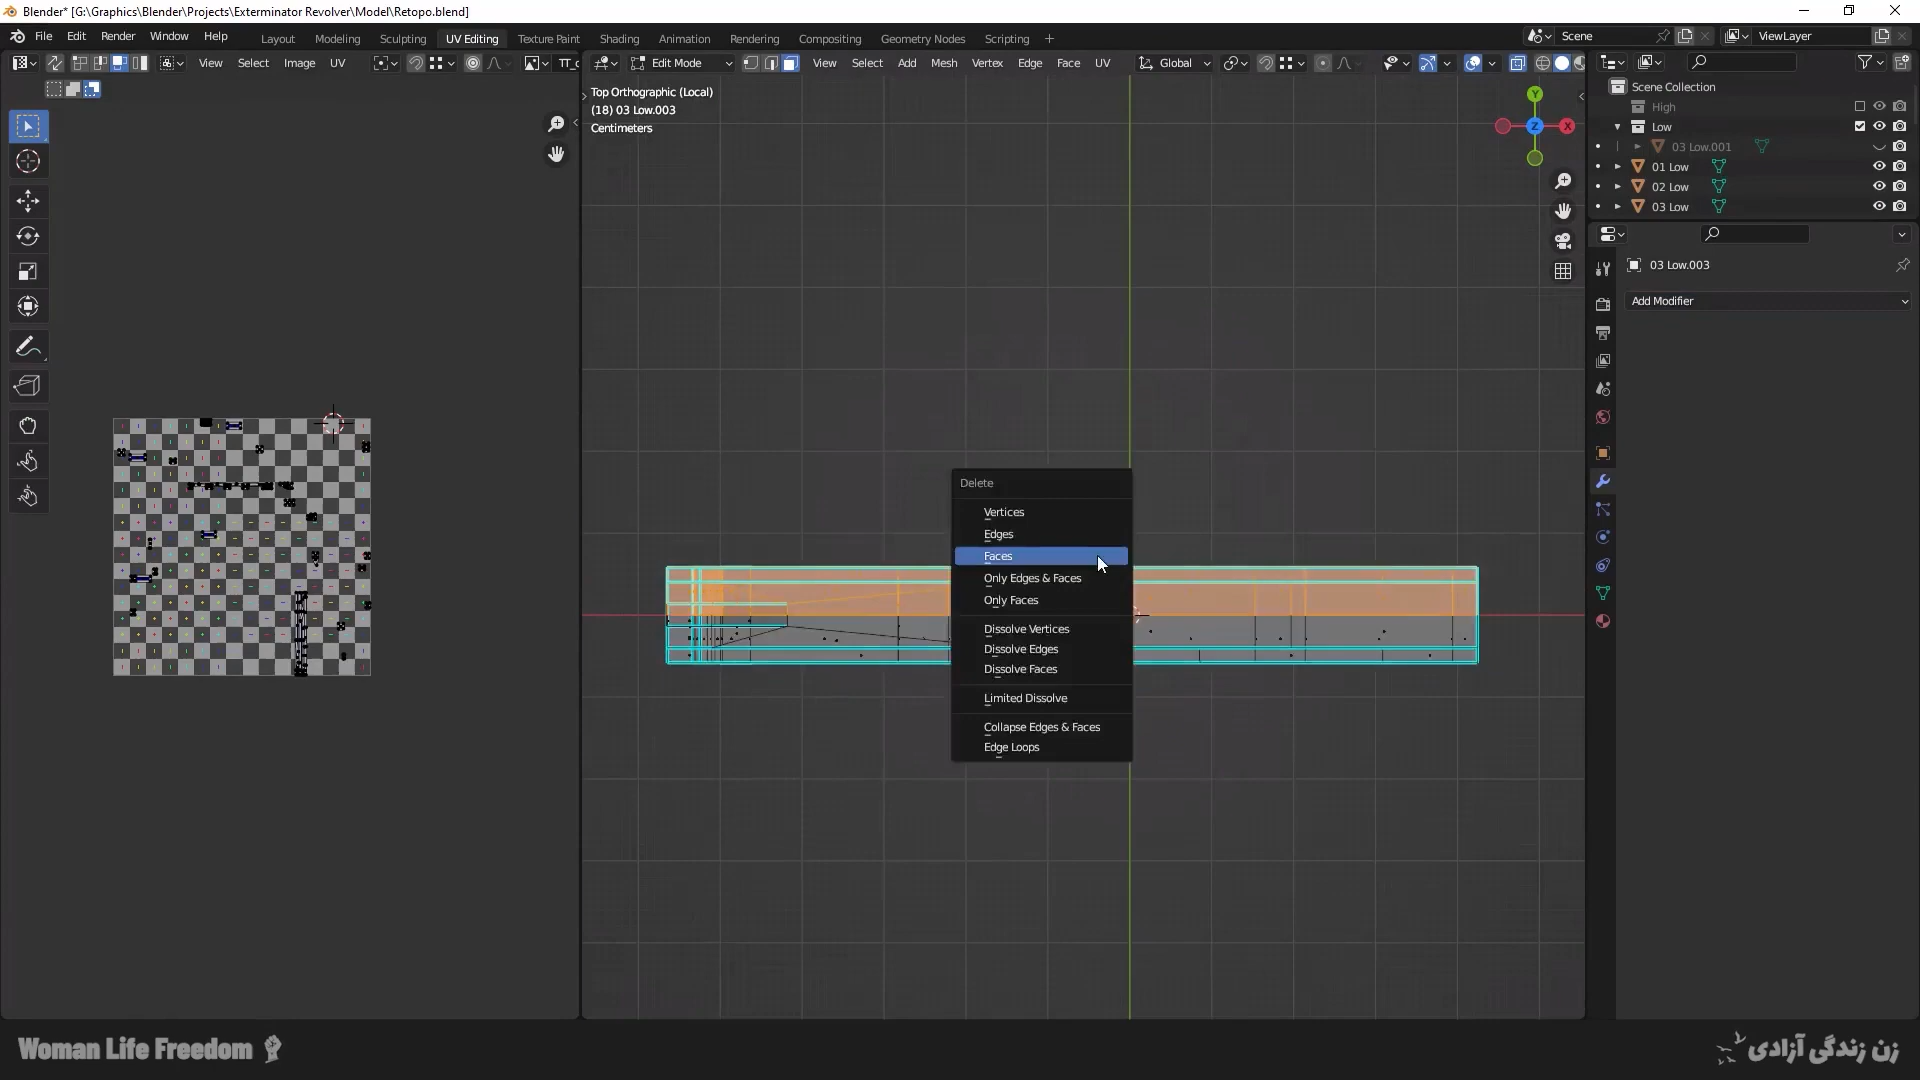 Blender* [G:\Graphics\Blender\Projects\Exterminator Revolver\Model\Retopo.blend]
File Edit Render Window Help
Layout Modeling Sculpting UV Editing Texture Paint Shading Animation Rendering Compositing Geometry Nodes Scripting
Scene
ViewLayer
View Select Image UV
TT_c
Edit Mode
View Select Add Mesh Vertex Edge Face UV
Global
Top Orthographic (Local)
(18) 03 Low.003
Centimeters
Y
Z
X
Scene Collection
High
Low
03 Low.001
01 Low
02 Low
03 Low
03 Low.003
Add Modifier
Delete
Vertices
Edges
Faces
Only Edges & Faces
Only Faces
Dissolve Vertices
Dissolve Edges
Dissolve Faces
Limited Dissolve
Collapse Edges & Faces
Edge Loops
Woman Life Freedom
زن زندگی آزادی